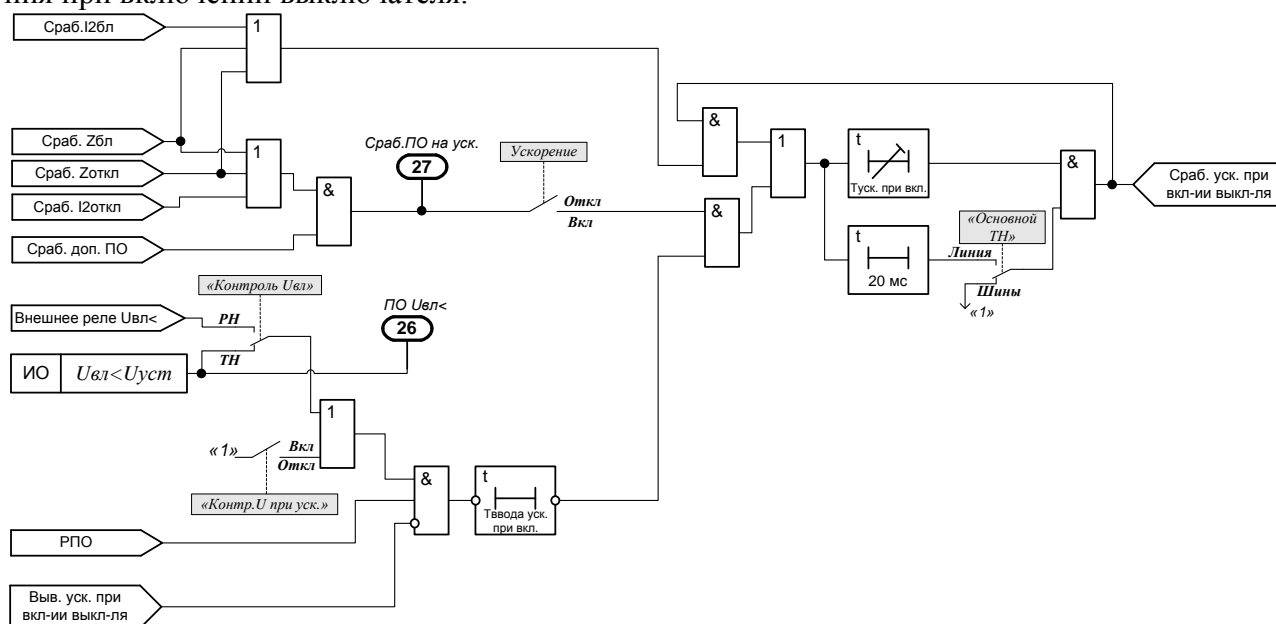 ния при включении выключателя.
Сраб.I2бл
1
Сраб. Zбл
Сраб. Zоткл
Сраб. I2откл
Сраб. доп. ПО
1
&
Сраб.ПО на уск.
27
Ускорение
Откл
Вкл
&
&
1
t
Туск. при вкл.
t
20 мс
«Основной
ТН»
Линия
Шины
«1»
&
Сраб. уск. при
вкл-ии выкл-ля
«Контроль Uвл»
Внешнее реле Uвл<
РН
ТН
ПО Uвл<
26
ИО
Uвл<Uуст
1
«1»
Вкл
Откл
«Контр.U при уск.»
&
t
Tввода уск.
при вкл.
РПО
Выв. уск. при
вкл-ии выкл-ля